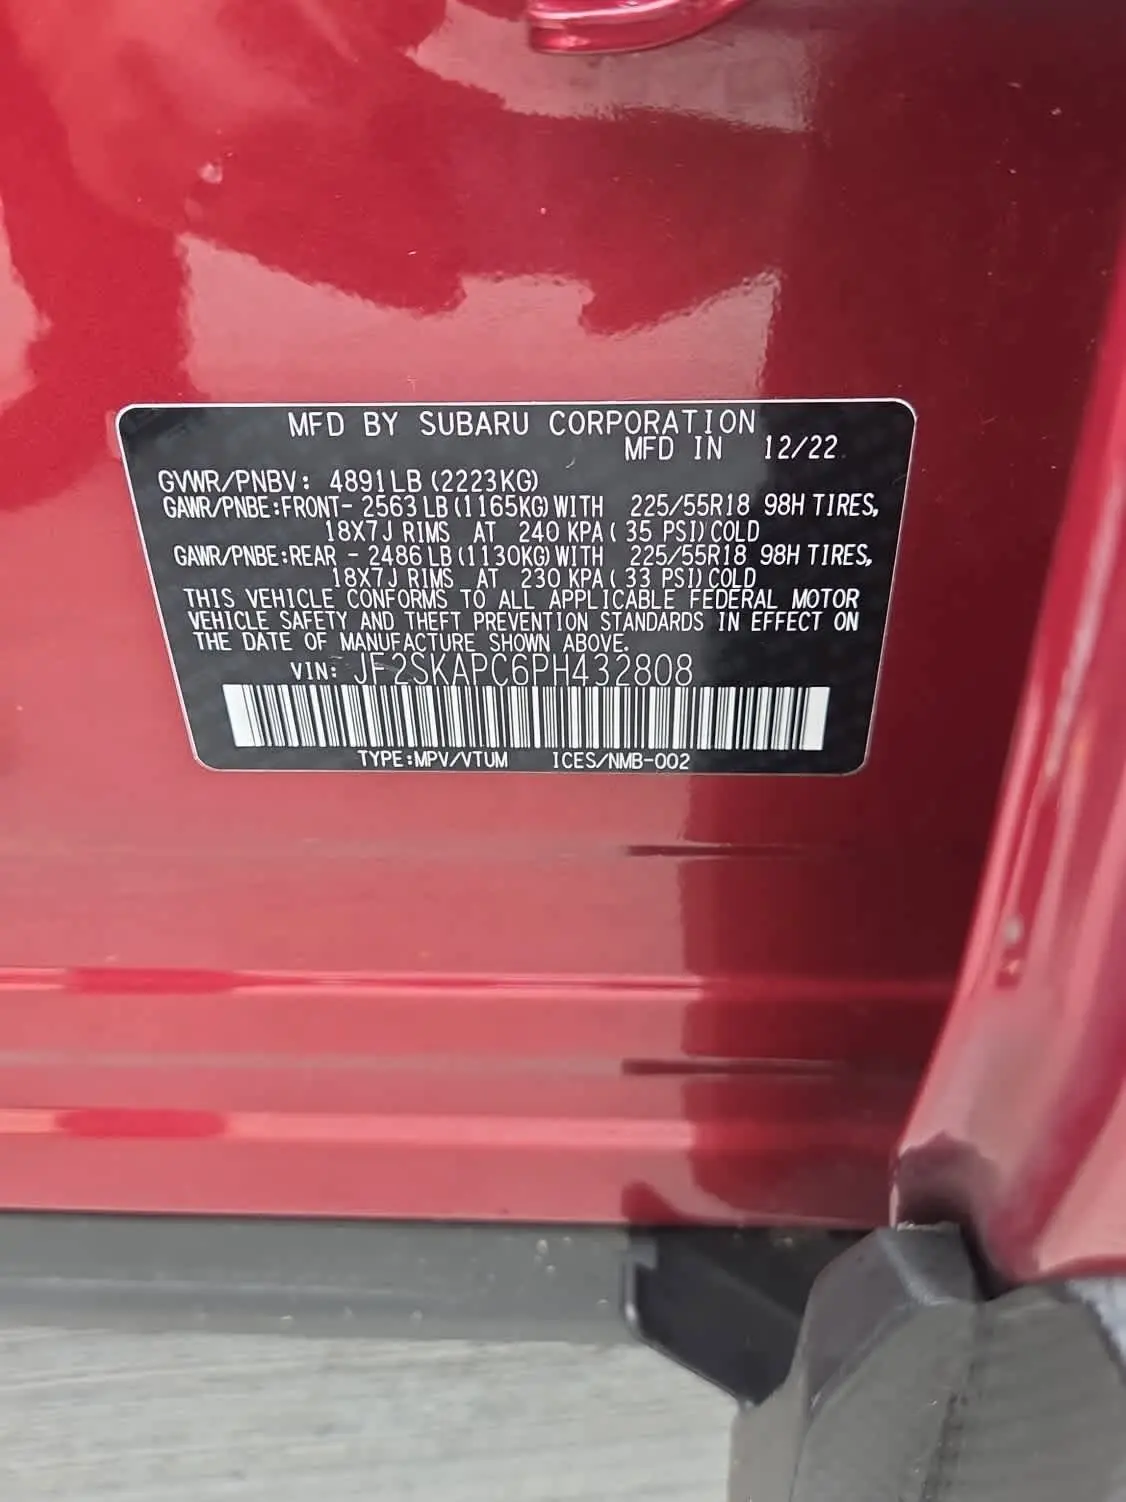 MFD BY SUBARU CORPORATION
MFD IN 12/22
GVWR/PNBV: 4891LB (2223KG)
GAWR/PNBE:FRONT- 2563 LB (1165KG) WITH 225/55R18 98H TIRES,
18X7J RIMS AT 240 KPA ( 35 PSI) COLD
GAWR/PNBE:REAR - 2486 LB (1130KG) WITH 225/55R18 98H TIRES,
18X7J RIMS AT 230 KPA ( 33 PSI) COLD
THIS VEHICLE CONFORMS TO ALL APPLICABLE FEDERAL MOTOR
VEHICLE SAFETY AND THEFT PREVENTION STANDARDS IN EFFECT ON
THE DATE OF MANUFACTURE SHOWN ABOVE.
VIN: JF2SKAPC6PH432808
TYPE:MPV/VTUM ICES/NMB-002